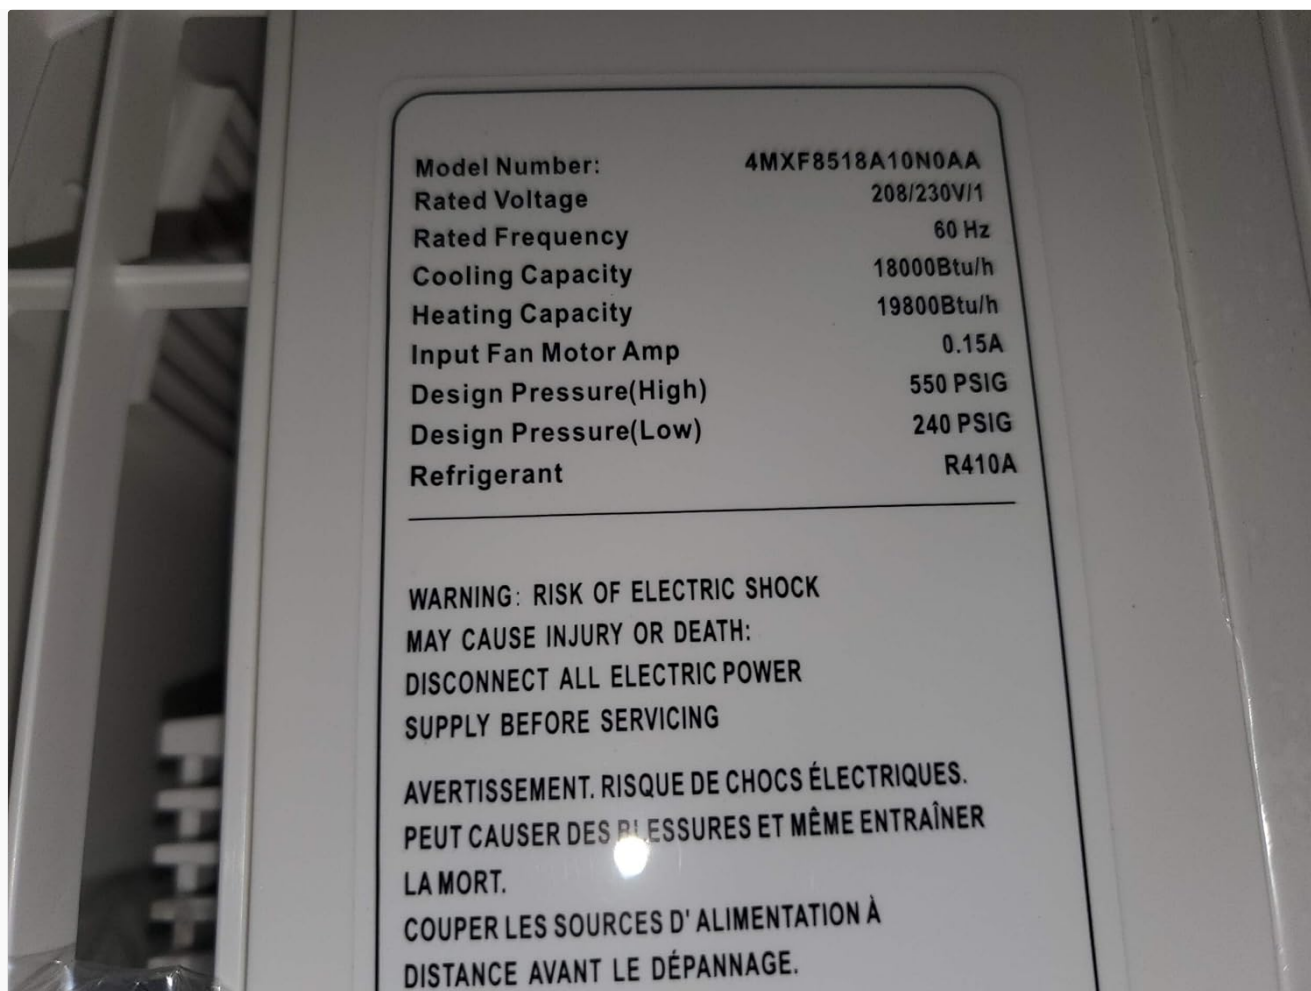 Model Number: 4MXF8518A10N0AA
Rated Voltage 208/230V/1
Rated Frequency 60 Hz
Cooling Capacity 18000Btu/h
Heating Capacity 19800Btu/h
Input Fan Motor Amp 0.15A
Design Pressure(High) 550 PSIG
Design Pressure(Low) 240 PSIG
Refrigerant R410A
WARNING: RISK OF ELECTRIC SHOCK
MAY CAUSE INJURY OR DEATH:
DISCONNECT ALL ELECTRIC POWER
SUPPLY BEFORE SERVICING
AVERTISSEMENT. RISQUE DE CHOCS ÉLECTRIQUES.
PEUT CAUSER DES BLESSURES ET MÊME ENTRAÎNER
LA MORT.
COUPER LES SOURCES D' ALIMENTATION À
DISTANCE AVANT LE DÉPANNAGE.